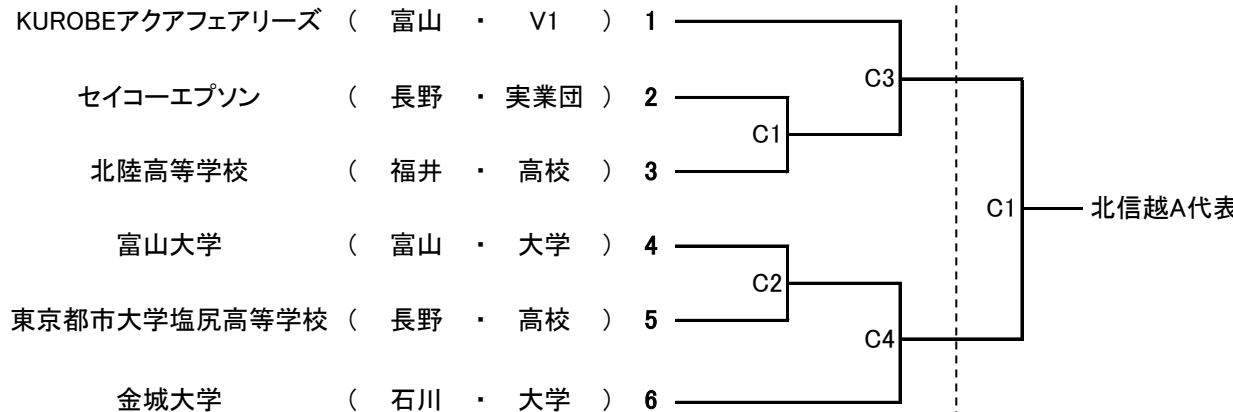 KUROBEアクアフェアリーズ ( 富山 ・ V1 ) 1
C3
セイコーエプソン ( 長野 ・ 実業団 ) 2
C1
北陸高等学校 ( 福井 ・ 高校 ) 3
C1 北信越A代表
富山大学 ( 富山 ・ 大学 ) 4
C2
東京都市大学塩尻高等学校 ( 長野 ・ 高校 ) 5
C4
金城大学 ( 石川 ・ 大学 ) 6